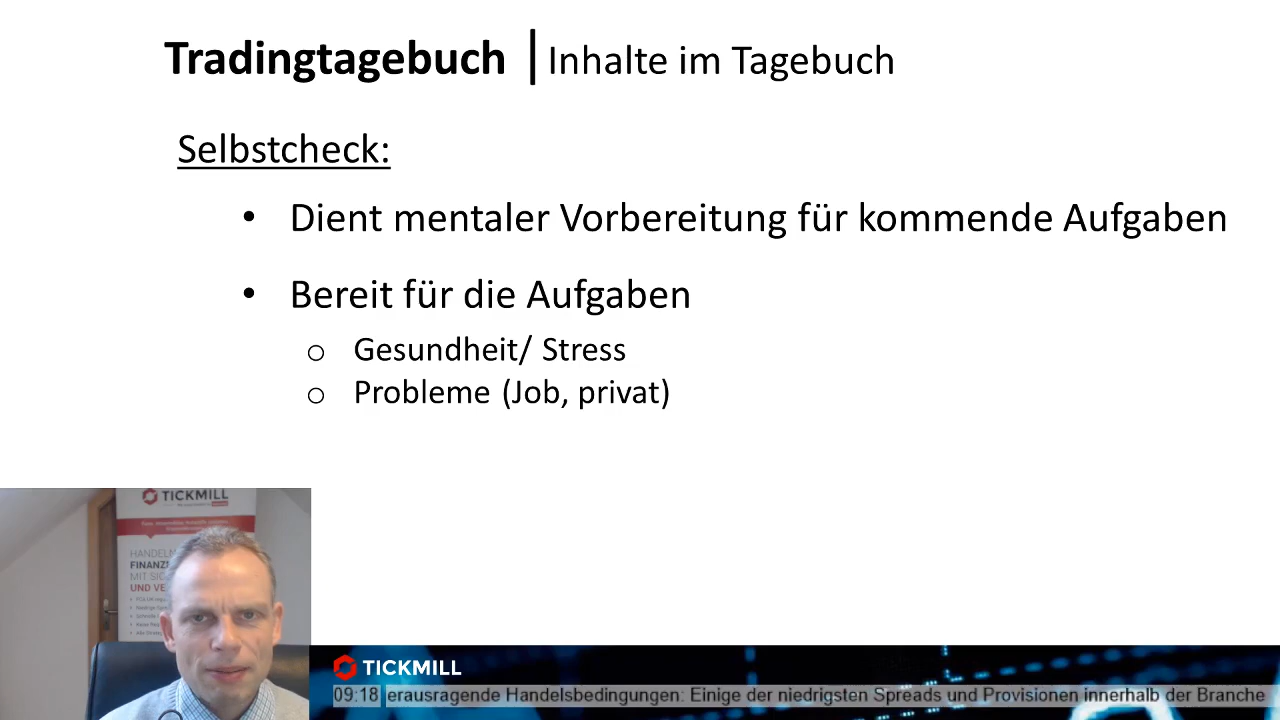 Tradingtagebuch | Inhalte im Tagebuch
Selbstcheck:
• Dient mentaler Vorbereitung für kommende Aufgaben
• Bereit für die Aufgaben
o Gesundheit/ Stress
o Probleme (Job, privat)
TICKMILL
HANDELN
FINANZE
MIT SIC
UND VE
TICKMILL
09:18 erausragende Handelsbedingungen: Einige der niedrigsten Spreads und Provisionen innerhalb der Branche